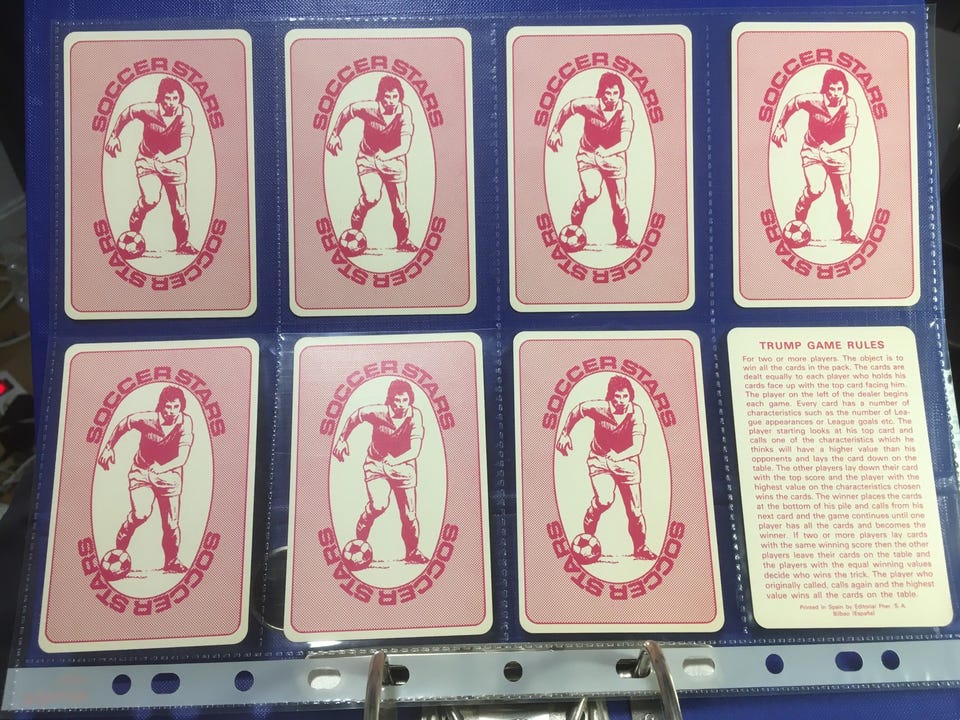 SOCCER STARS
SOCCER STARS
SOCCER STARS
SOCCER STARS
SOCCER STARS
SOCCER STARS
SOCCER STARS
SOCCER STARS
SOCCER STARS
SOCCER STARS
SOCCER STARS
SOCCER STARS
SOCCER STARS
SOCCER STARS
TRUMP GAME RULES
For two or more players. The object is to
win all the cards in the pack. The cards are
dealt equally to each player who holds his
cards face up with the top card facing him.
The player on the left of the dealer begins
each game. Every card has a number of
characteristics such as the number of Lea-
gue appearances or League goals etc. The
player starting looks at his top card and
calls one of the characteristics which he
thinks will have a higher value than his
opponents and lays the card down on the
table. The other players lay down their card
with the top score and the player with the
highest value on the characteristics chosen
wins the cards. The winner places the cards
at the bottom of his pile and calls from his
next card and the game continues until one
player has all the cards and becomes the
winner. If two or more players lay cards
with the same winning score then the other
players leave their cards on the table and
the players with the equal winning values
decide who wins the trick. The player who
originally called, calls again and the highest
value wins all the cards on the table.
Printed in Spain by Editorial Fher. S. A.
Bilbao (España)